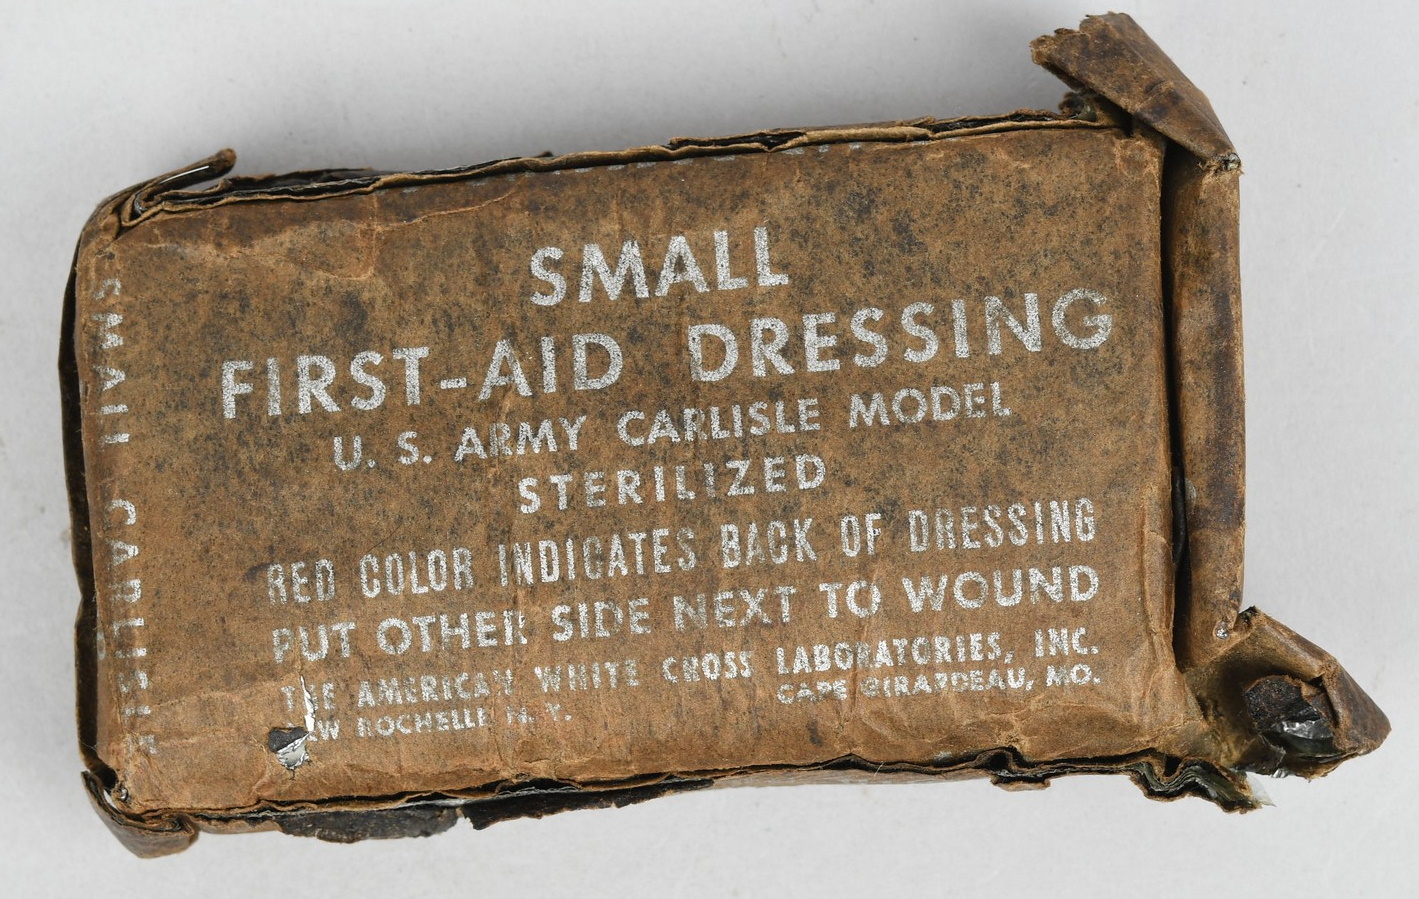 SMALL
FIRST-AID DRESSING
U. S. ARMY CARLISLE MODEL
STERILIZED
RED COLOR INDICATES BACK OF DRESSING
PUT OTHER SIDE NEXT TO WOUND
THE AMERICAN WHITE CROSS LABORATORIES, INC.
NEW ROCHELLE N. Y. CAPE GIRARDEAU, MO.
SMALL CARLISLE